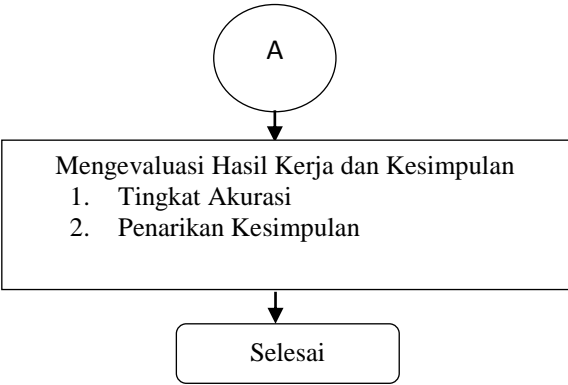 A
Mengevaluasi Hasil Kerja dan Kesimpulan
1. Tingkat Akurasi
2. Penarikan Kesimpulan
Selesai